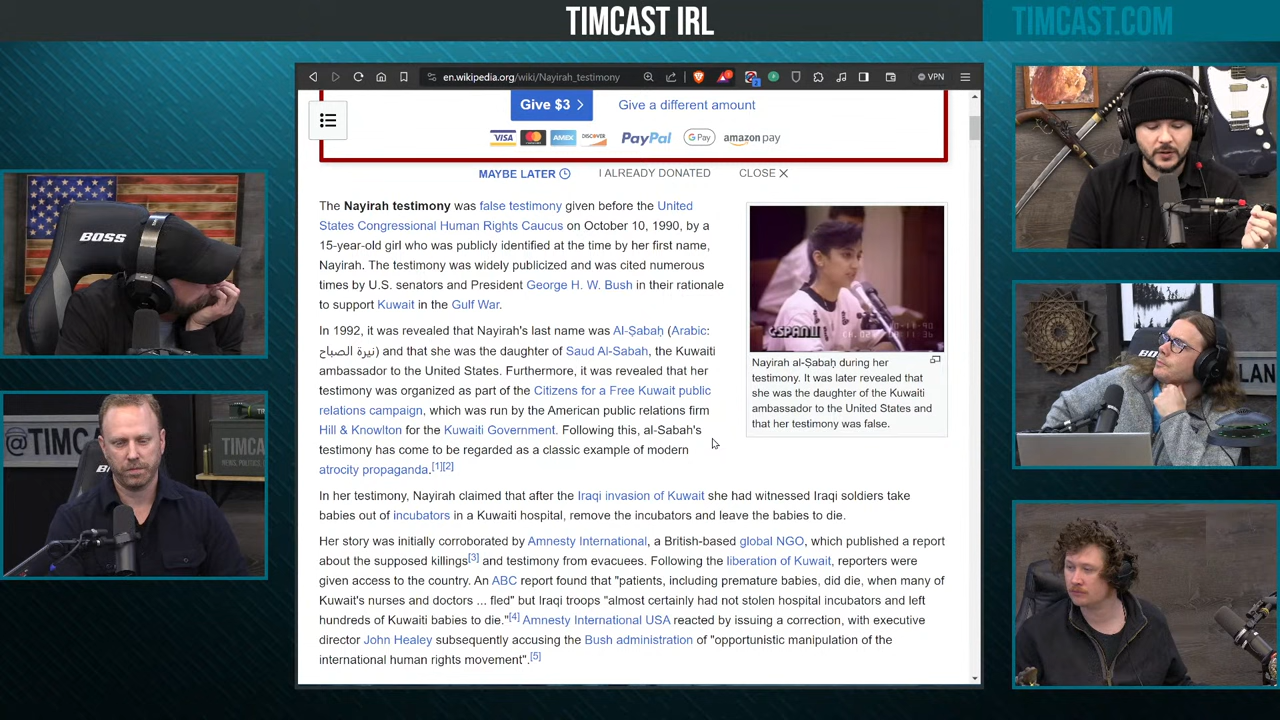 TIMCAST IRL
TIMCAST.COM
en.wikipedia.org/wiki/Nayirah_testimony
VPN
Give $3
Give a different amount
VISA
AMEX
DISCOVER
PayPal
G Pay
amazon pay
MAYBE LATER
I ALREADY DONATED
CLOSE
The Nayirah testimony was false testimony given before the United
States Congressional Human Rights Caucus on October 10, 1990, by a
15-year-old girl who was publicly identified at the time by her first name,
Nayirah. The testimony was widely publicized and was cited numerous
times by U.S. senators and President George H. W. Bush in their rationale
to support Kuwait in the Gulf War.
In 1992, it was revealed that Nayirah's last name was Al-Ṣabaḥ (Arabic:
نيرة الصباح) and that she was the daughter of Saud Al-Sabah, the Kuwaiti
ambassador to the United States. Furthermore, it was revealed that her
testimony was organized as part of the Citizens for a Free Kuwait public
relations campaign, which was run by the American public relations firm
Hill & Knowlton for the Kuwaiti Government. Following this, al-Sabah's
testimony has come to be regarded as a classic example of modern
atrocity propaganda.[1][2]
C-SPAN II
Nayirah al-Ṣabaḥ during her
testimony. It was later revealed that
she was the daughter of the Kuwaiti
ambassador to the United States and
that her testimony was false.
In her testimony, Nayirah claimed that after the Iraqi invasion of Kuwait she had witnessed Iraqi soldiers take
babies out of incubators in a Kuwaiti hospital, remove the incubators and leave the babies to die.
Her story was initially corroborated by Amnesty International, a British-based global NGO, which published a report
about the supposed killings[3] and testimony from evacuees. Following the liberation of Kuwait, reporters were
given access to the country. An ABC report found that "patients, including premature babies, did die, when many of
Kuwait's nurses and doctors ... fled" but Iraqi troops "almost certainly had not stolen hospital incubators and left
hundreds of Kuwaiti babies to die."[4] Amnesty International USA reacted by issuing a correction, with executive
director John Healey subsequently accusing the Bush administration of "opportunistic manipulation of the
international human rights movement".[5]
BOSS
@TIMCA
TIMCAST
BO
LAN